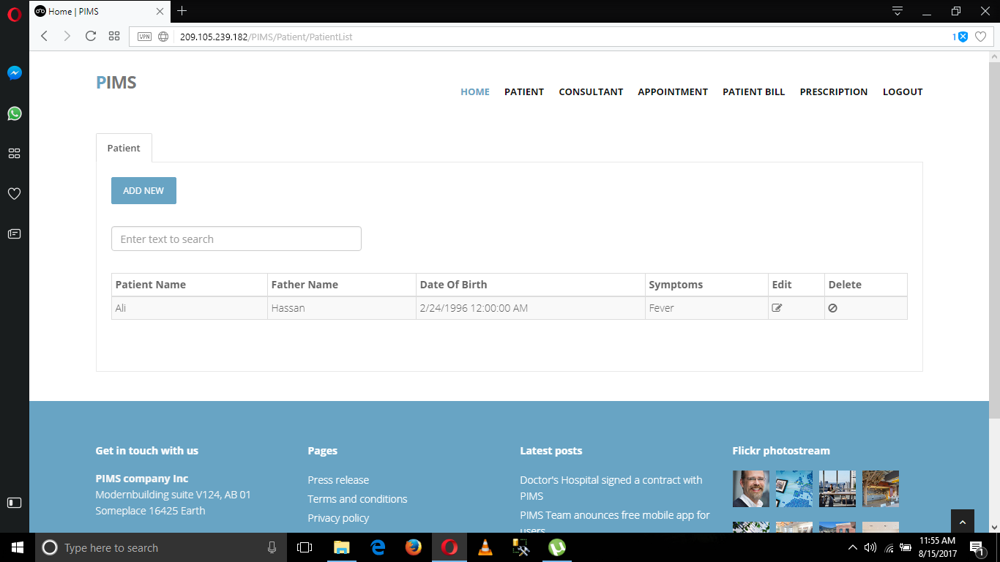 Home | PIMS
VPN
209.105.239.182/PIMS/Patient/PatientList
1
PIMS
HOME PATIENT CONSULTANT APPOINTMENT PATIENT BILL PRESCRIPTION LOGOUT
Patient
ADD NEW
Enter text to search
Patient Name Father Name Date Of Birth Symptoms Edit Delete
Ali Hassan 2/24/1996 12:00:00 AM Fever
Get in touch with us
PIMS company Inc
Modernbuilding suite V124, AB 01
Someplace 16425 Earth
Pages
Press release
Terms and conditions
Privacy policy
Latest posts
Doctor's Hospital signed a contract with
PIMS
PIMS Team anounces free mobile app for
users
Flickr photostream
Type here to search
11:55 AM
8/15/2017
1